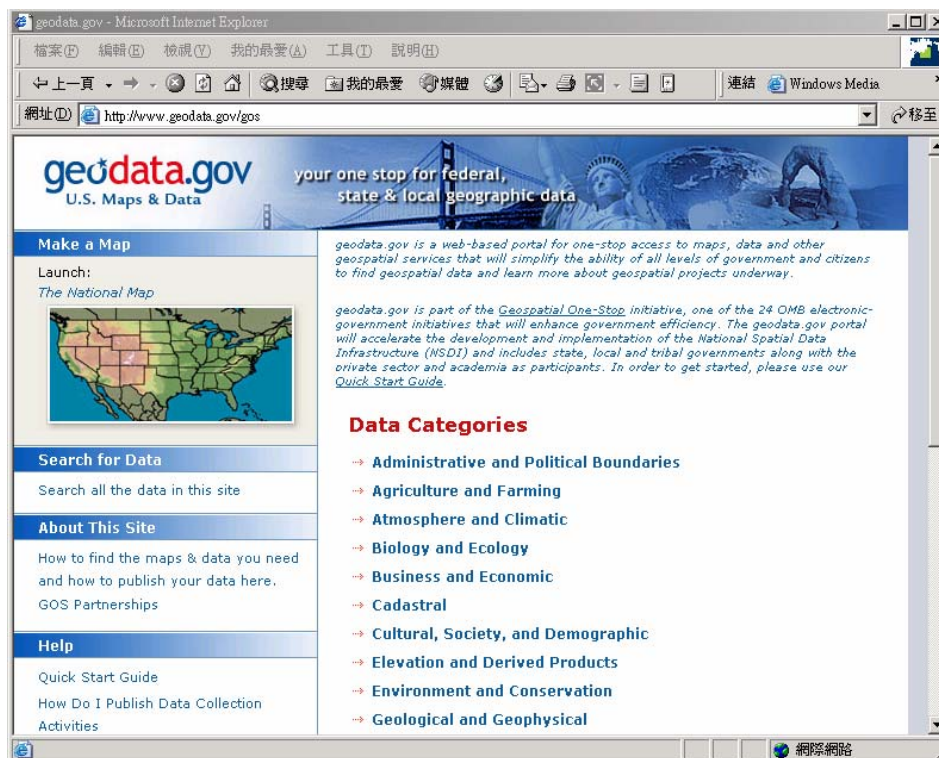 geodata.gov - Microsoft Internet Explorer
檔案(F) 編輯(E) 檢視(V) 我的最愛(A) 工具(T) 說明(H)
上一頁 搜尋 我的最愛 媒體 連結 Windows Media
網址(D) http://www.geodata.gov/gos 移至
geodata.gov
U.S. Maps & Data
your one stop for federal,
state & local geographic data
Make a Map
Launch:
The National Map
Search for Data
Search all the data in this site
About This Site
How to find the maps & data you need
and how to publish your data here.
GOS Partnerships
Help
Quick Start Guide
How Do I Publish Data Collection
Activities
geodata.gov is a web-based portal for one-stop access to maps, data and other
geospatial services that will simplify the ability of all levels of government and citizens
to find geospatial data and learn more about geospatial projects underway.
geodata.gov is part of the Geospatial One-Stop initiative, one of the 24 OMB electronic-
government initiatives that will enhance government efficiency. The geodata.gov portal
will accelerate the development and implementation of the National Spatial Data
Infrastructure (NSDI) and includes state, local and tribal governments along with the
private sector and academia as participants. In order to get started, please use our
Quick Start Guide.
Data Categories
Administrative and Political Boundaries
Agriculture and Farming
Atmosphere and Climatic
Biology and Ecology
Business and Economic
Cadastral
Cultural, Society, and Demographic
Elevation and Derived Products
Environment and Conservation
Geological and Geophysical
網際網路